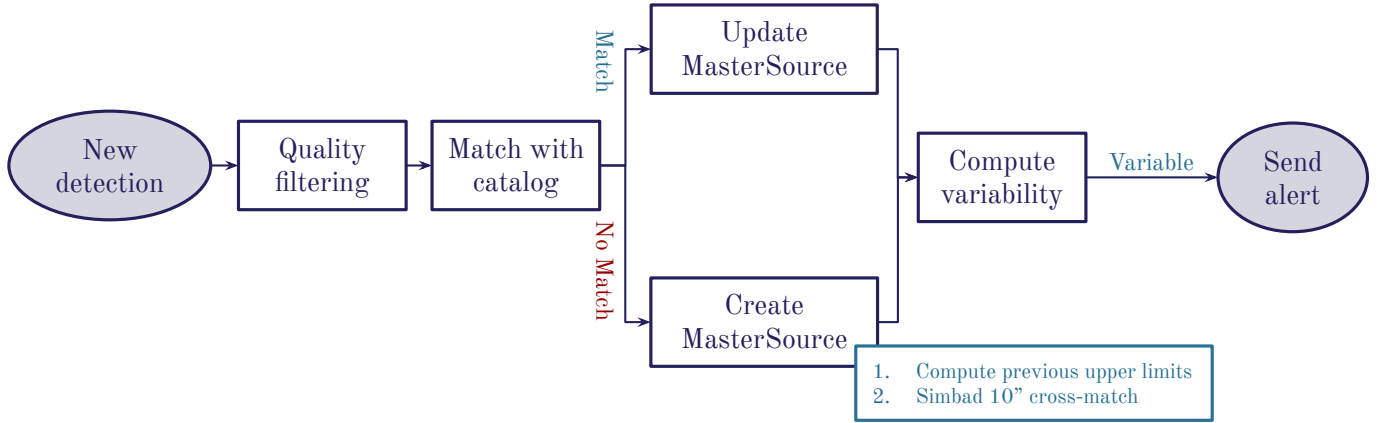 New
detection
Quality
filtering
Match with
catalog
Match
No Match
Update
MasterSource
Create
MasterSource
1. Compute previous upper limits
2. Simbad 10” cross-match
Compute
variability
Variable
Send
alert